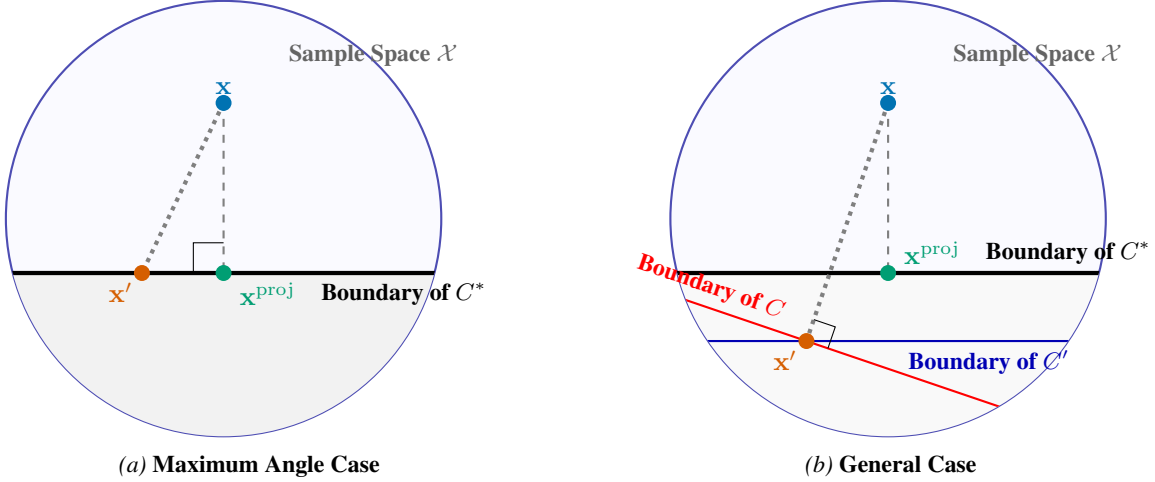 Sample Space 𝒳
x
x′
x^proj
Boundary of C*
(a) Maximum Angle Case
Sample Space 𝒳
x
x^proj
Boundary of C*
Boundary of C
x′
Boundary of C′
(b) General Case